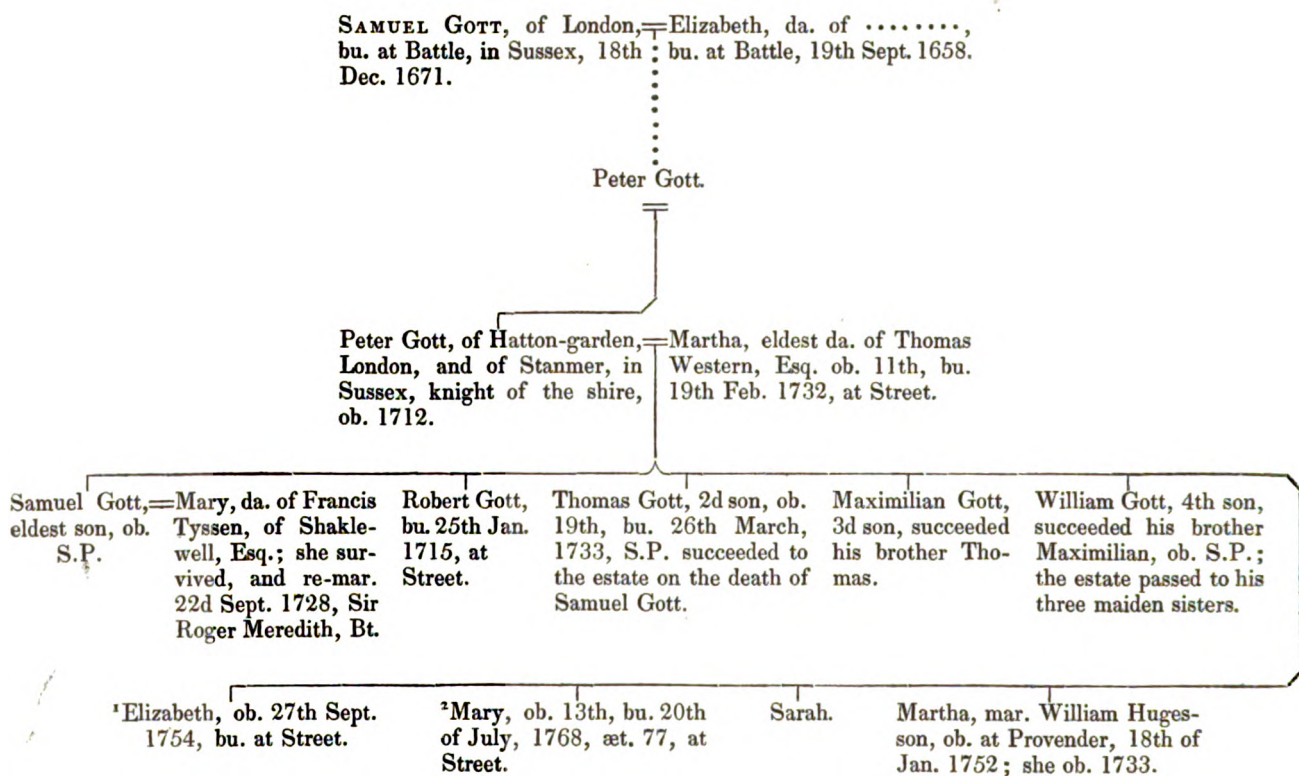 SAMUEL GOTT, of London,
bu. at Battle, in Sussex, 18th
Dec. 1671.
Elizabeth, da. of ········,
bu. at Battle, 19th Sept. 1658.
Peter Gott.
Peter Gott, of Hatton-garden,
London, and of Stanmer, in
Sussex, knight of the shire,
ob. 1712.
Martha, eldest da. of Thomas
Western, Esq. ob. 11th, bu.
19th Feb. 1732, at Street.
Samuel Gott,
eldest son, ob.
S.P.
Mary, da. of Francis
Tyssen, of Shakle-
well, Esq.; she sur-
vived, and re-mar.
22d Sept. 1728, Sir
Roger Meredith, Bt.
Robert Gott,
bu. 25th Jan.
1715, at
Street.
Thomas Gott, 2d son, ob.
19th, bu. 26th March,
1733, S.P. succeeded to
the estate on the death of
Samuel Gott.
Maximilian Gott,
3d son, succeeded
his brother Tho-
mas.
William Gott, 4th son,
succeeded his brother
Maximilian, ob. S.P.;
the estate passed to his
three maiden sisters.
¹Elizabeth, ob. 27th Sept.
1754, bu. at Street.
²Mary, ob. 13th, bu. 20th
of July, 1768, æt. 77, at
Street.
Sarah.
Martha, mar. William Huges-
son, ob. at Provender, 18th of
Jan. 1752; she ob. 1733.